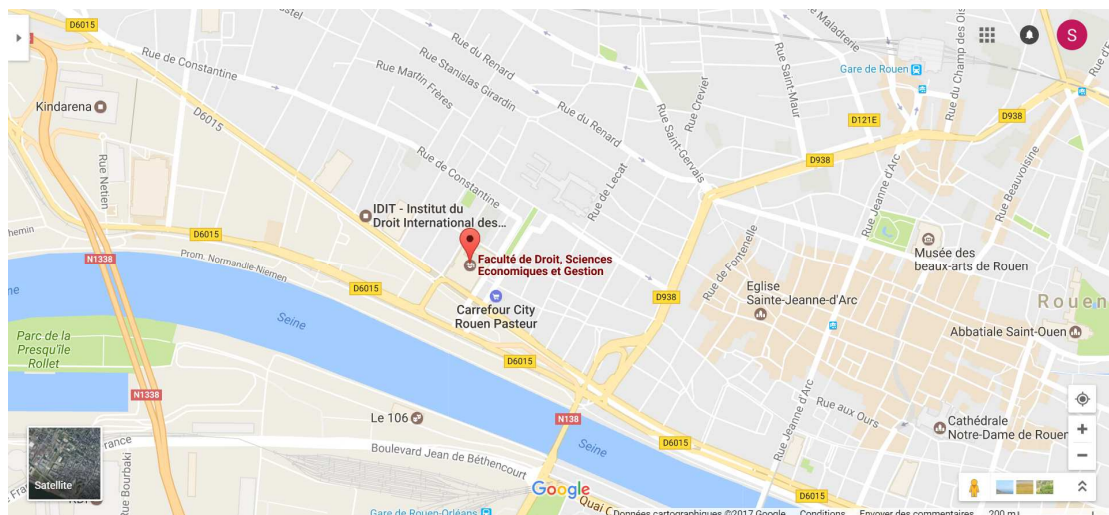 D6015
Rue de Constantine
Rue du Renard
Rue Stanislas Girardin
Rue Martin Frères
Kindarena
D6015
Rue Netien
Rue du Renard
Rue Crevier
Rue Saint-Gervais
Rue Saint-Maur
Maladrerie
Rue du Champ des Ois
S
Gare de Rouen
D121E
D938
D938
Rue Jeanne d'Arc
Rue Beauvoisine
Rue de Constantine
Rue de Lecat
IDIT - Institut du
Droit International des...
Faculté de Droit, Sciences
Economiques et Gestion
D6015
Prom. Normandie-Niemen
N1338
D6015
Carrefour City
Rouen Pasteur
D938
Rue de Fontenelle
Eglise
Sainte-Jeanne-d'Arc
Musée des
beaux-arts de Rouen
Rouen
Abbatiale Saint-Ouen
Seine
Parc de la
Presqu'île
Rollet
N1338
D6015
Le 106
N138
Seine
D6015
Rue Jeanne d'Arc
Rue aux Ours
Cathédrale
Notre-Dame de Rouen
Boulevard Jean de Béthencourt
Rue Bourbaki
Satellite
Google
Gare de Rouen-Orléans
D6015
Données cartographiques ©2017 Google
Conditions
Envoyer des commentaires
200 m